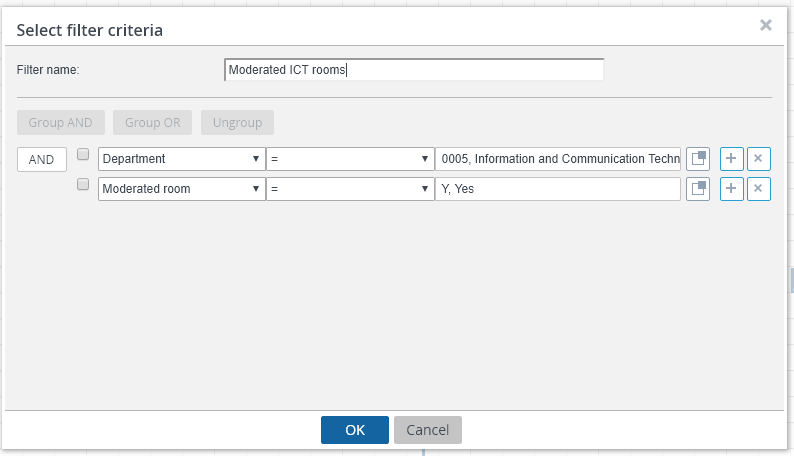 Select filter criteria
Filter name: Moderated ICT rooms
Group AND Group OR Ungroup
AND Department = 0005, Information and Communication Techn
Moderated room = Y, Yes
OK Cancel